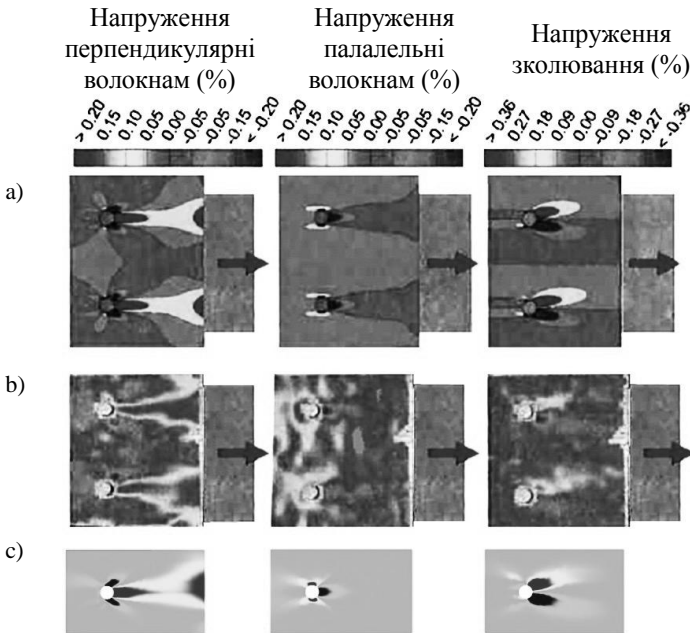 Напруження
перпендикулярні
волокнам (%)
Напруження
палалельні
волокнам (%)
Напруження
зколювання (%)
> 0.20 0.15 0.10 0.05 0.00 -0.05 -0.05 -0.15 < -0.20
> 0.20 0.15 0.10 0.05 0.00 -0.05 -0.05 -0.15 < -0.20
> 0.36 0.27 0.18 0.09 0.00 -0.09 -0.18 -0.27 < -0.36
a)
b)
c)